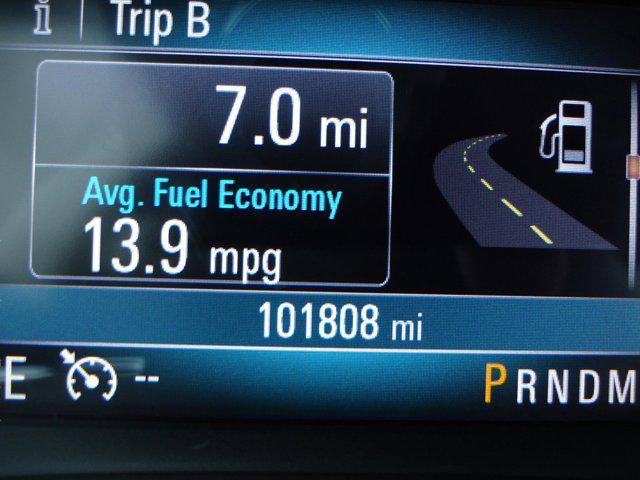 i Trip B
7.0 mi
Avg. Fuel Economy
13.9 mpg
101808 mi
E -- PRNDM